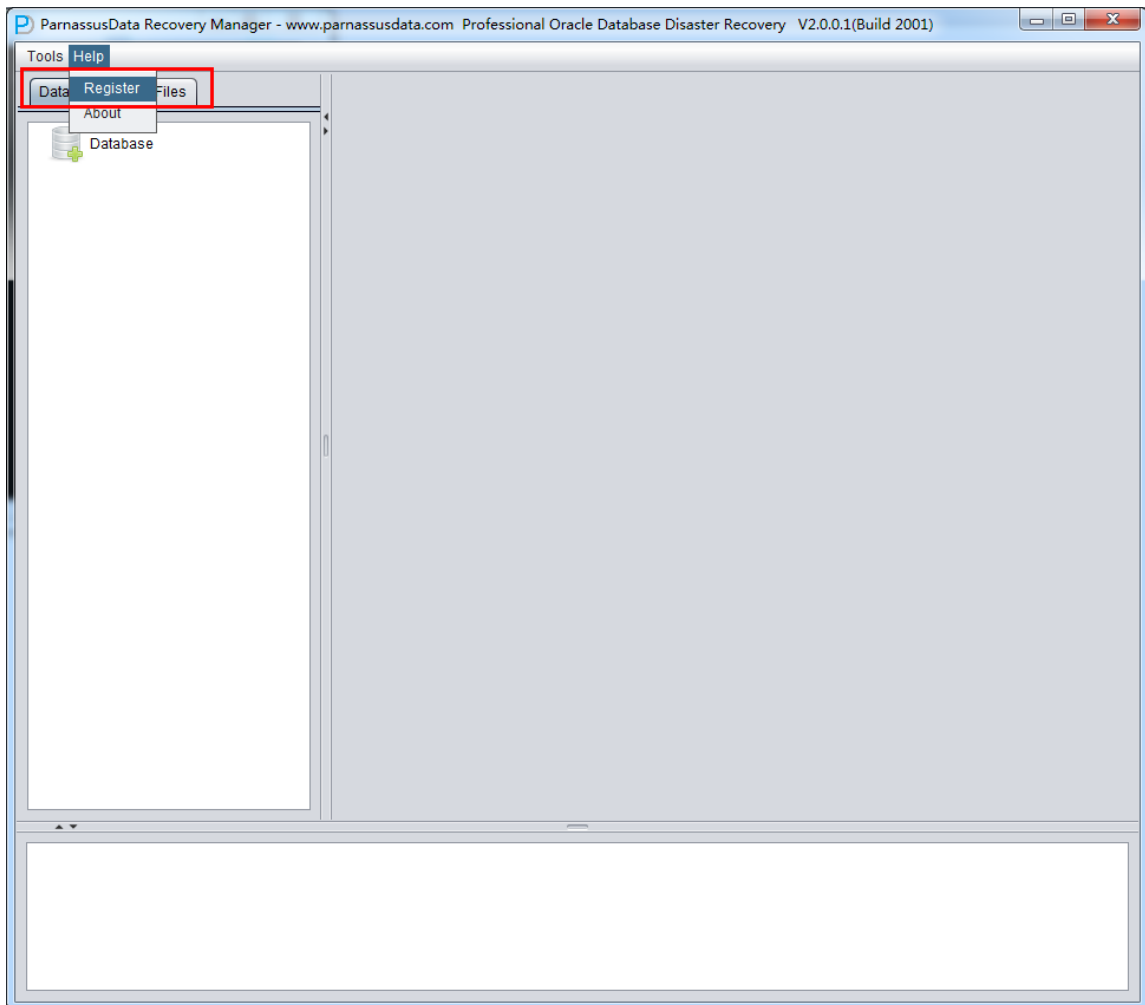 ParnassusData Recovery Manager - www.parnassusdata.com Professional Oracle Database Disaster Recovery V2.0.0.1(Build 2001)
Tools Help
Data Register Files
About
Database